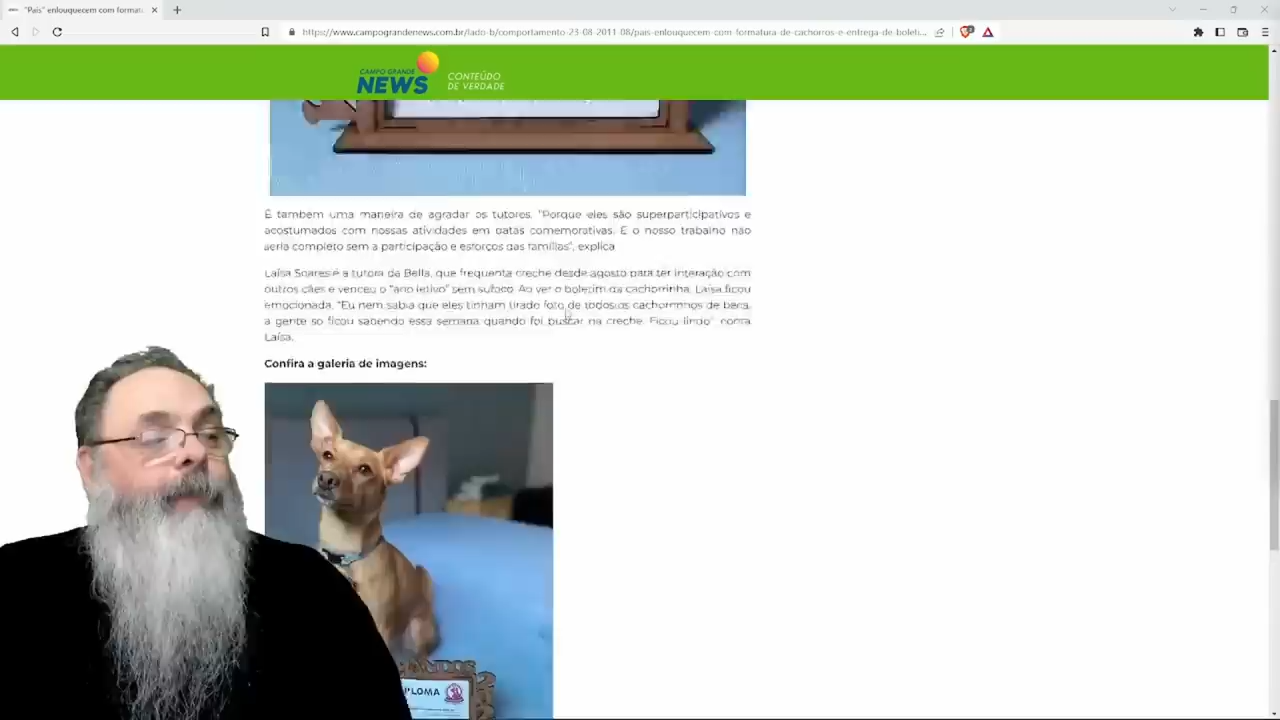 "Pais" enlouquecem com formatu
https://www.campograndenews.com.br/lado-b/comportamento-23-08-2011-08/pais-enlouquecem-com-formatura-de-cachorros-e-entrega-de-boleti...
CAMPO GRANDE
NEWS
CONTEÚDO
DE VERDADE
É também uma maneira de agradar os tutores. "Porque eles são superparticipativos e
acostumados com nossas atividades em datas comemorativas. E o nosso trabalho não
seria completo sem a participação e esforços das famílias", explica
Laísa Soares é a tutora da Bella, que frequenta creche desde agosto para ter interação com
outros cães e venceu o "ano letivo" sem sufoco. Ao ver o boletim da cachorrinha, Laísa ficou
emocionada. "Eu nem sabia que eles tinham tirado foto de todos os cachorrinhos de beca,
a gente só ficou sabendo essa semana quando foi buscar na creche. Ficou lindo" conta
Laísa.
Confira a galeria de imagens:
PLOMA